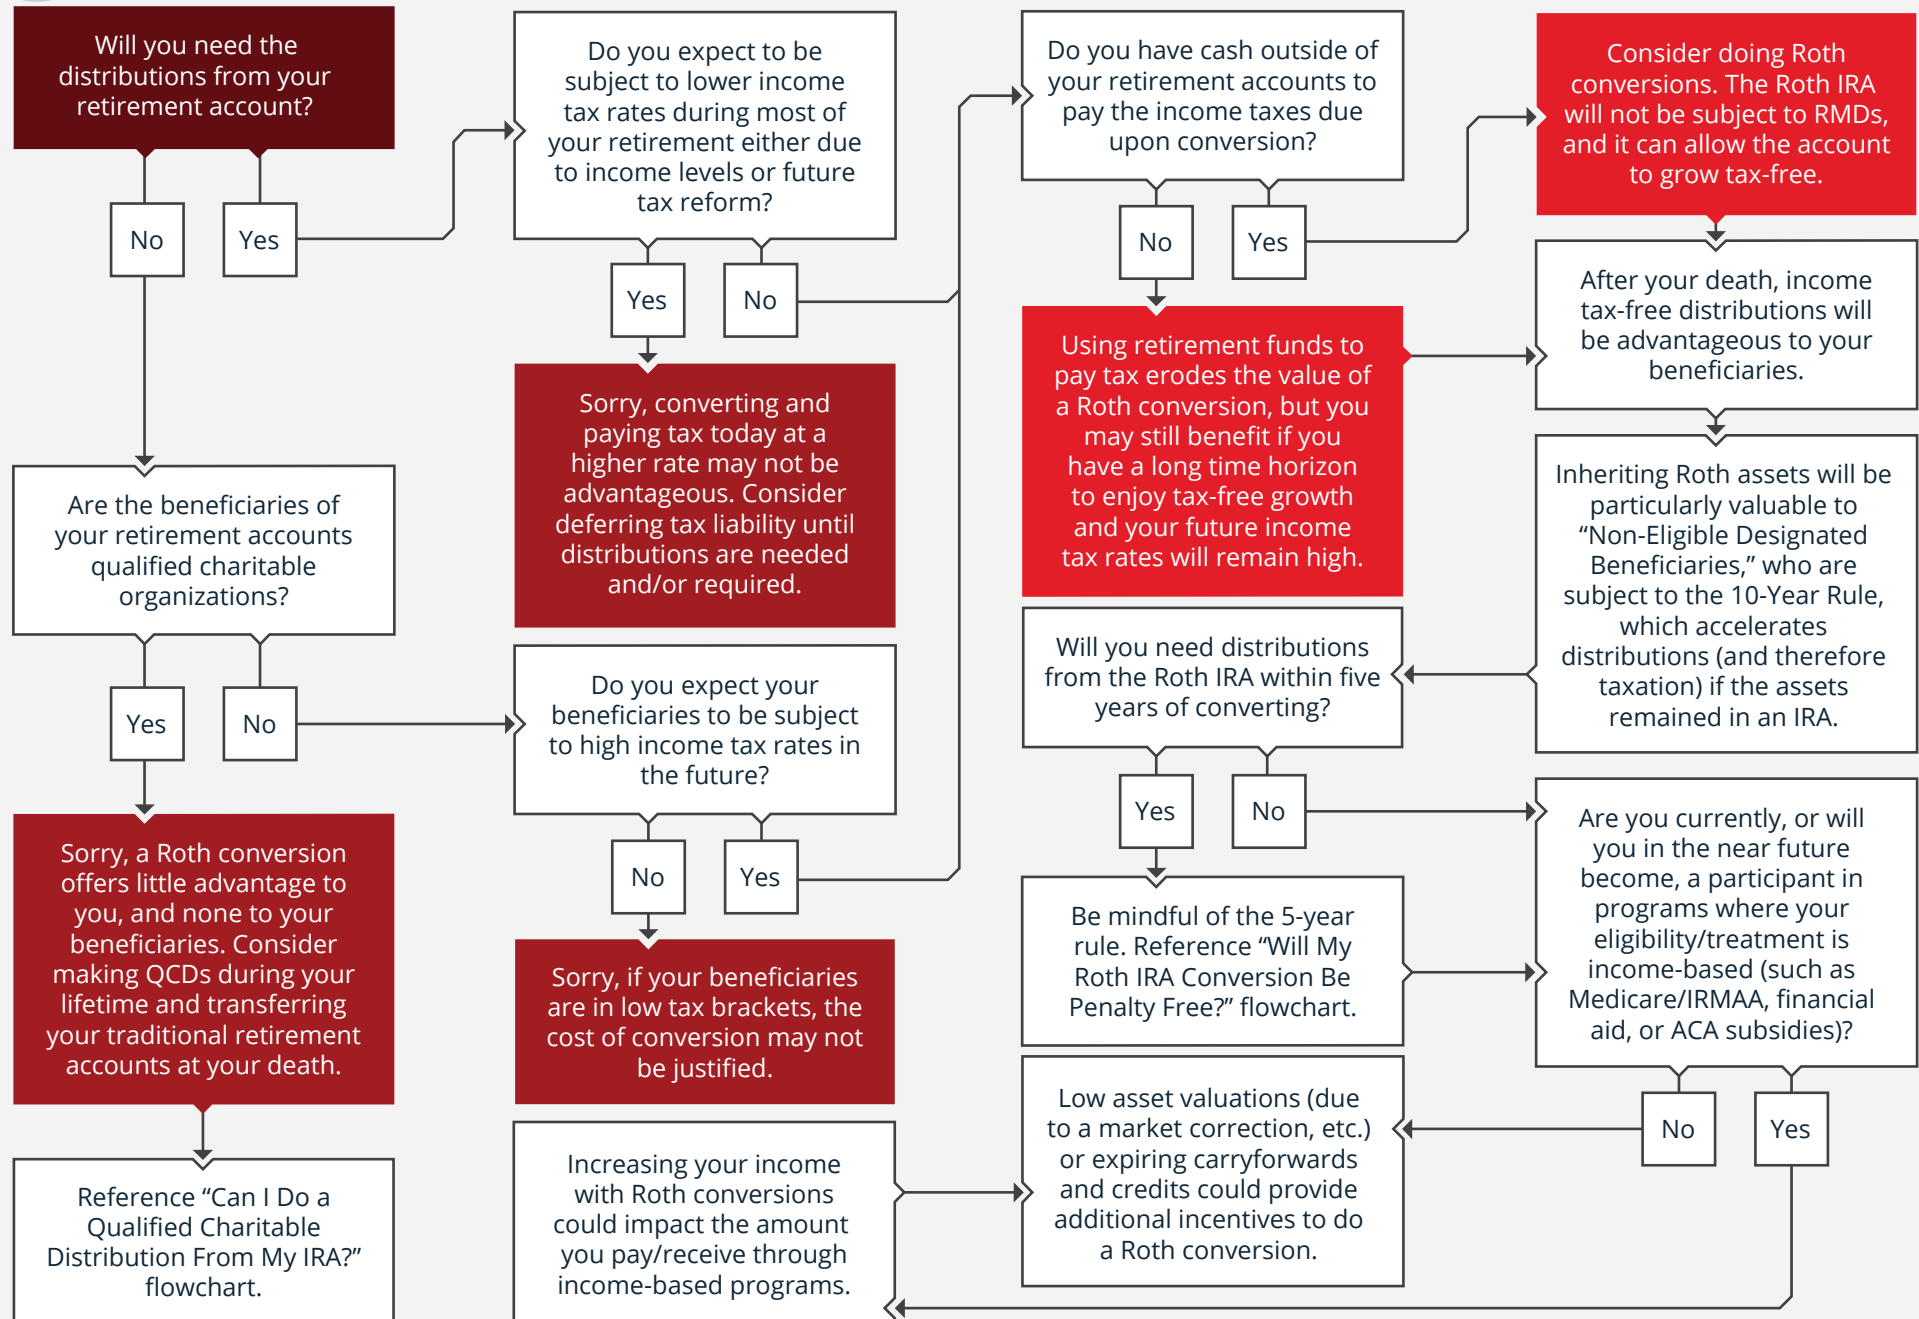 Will you need the
distributions from your
retirement account?
No
Yes
Do you expect to be
subject to lower income
tax rates during most of
your retirement either due
to income levels or future
tax reform?
Yes
No
Sorry, converting and
paying tax today at a
higher rate may not be
advantageous. Consider
deferring tax liability until
distributions are needed
and/or required.
Are the beneficiaries of
your retirement accounts
qualified charitable
organizations?
Yes
No
Sorry, a Roth conversion
offers little advantage to
you, and none to your
beneficiaries. Consider
making QCDs during your
lifetime and transferring
your traditional retirement
accounts at your death.
Reference “Can I Do a
Qualified Charitable
Distribution From My IRA?”
flowchart.
Do you expect your
beneficiaries to be subject
to high income tax rates in
the future?
No
Yes
Sorry, if your beneficiaries
are in low tax brackets, the
cost of conversion may not
be justified.
Do you have cash outside of
your retirement accounts to
pay the income taxes due
upon conversion?
No
Yes
Using retirement funds to
pay tax erodes the value of
a Roth conversion, but you
may still benefit if you
have a long time horizon
to enjoy tax-free growth
and your future income
tax rates will remain high.
Consider doing Roth
conversions. The Roth IRA
will not be subject to RMDs,
and it can allow the account
to grow tax-free.
After your death, income
tax-free distributions will
be advantageous to your
beneficiaries.
Inheriting Roth assets will be
particularly valuable to
“Non-Eligible Designated
Beneficiaries,” who are
subject to the 10-Year Rule,
which accelerates
distributions (and therefore
taxation) if the assets
remained in an IRA.
Will you need distributions
from the Roth IRA within five
years of converting?
Yes
No
Be mindful of the 5-year
rule. Reference “Will My
Roth IRA Conversion Be
Penalty Free?” flowchart.
Are you currently, or will
you in the near future
become, a participant in
programs where your
eligibility/treatment is
income-based (such as
Medicare/IRMAA, financial
aid, or ACA subsidies)?
No
Yes
Increasing your income
with Roth conversions
could impact the amount
you pay/receive through
income-based programs.
Low asset valuations (due
to a market correction, etc.)
or expiring carryforwards
and credits could provide
additional incentives to do
a Roth conversion.